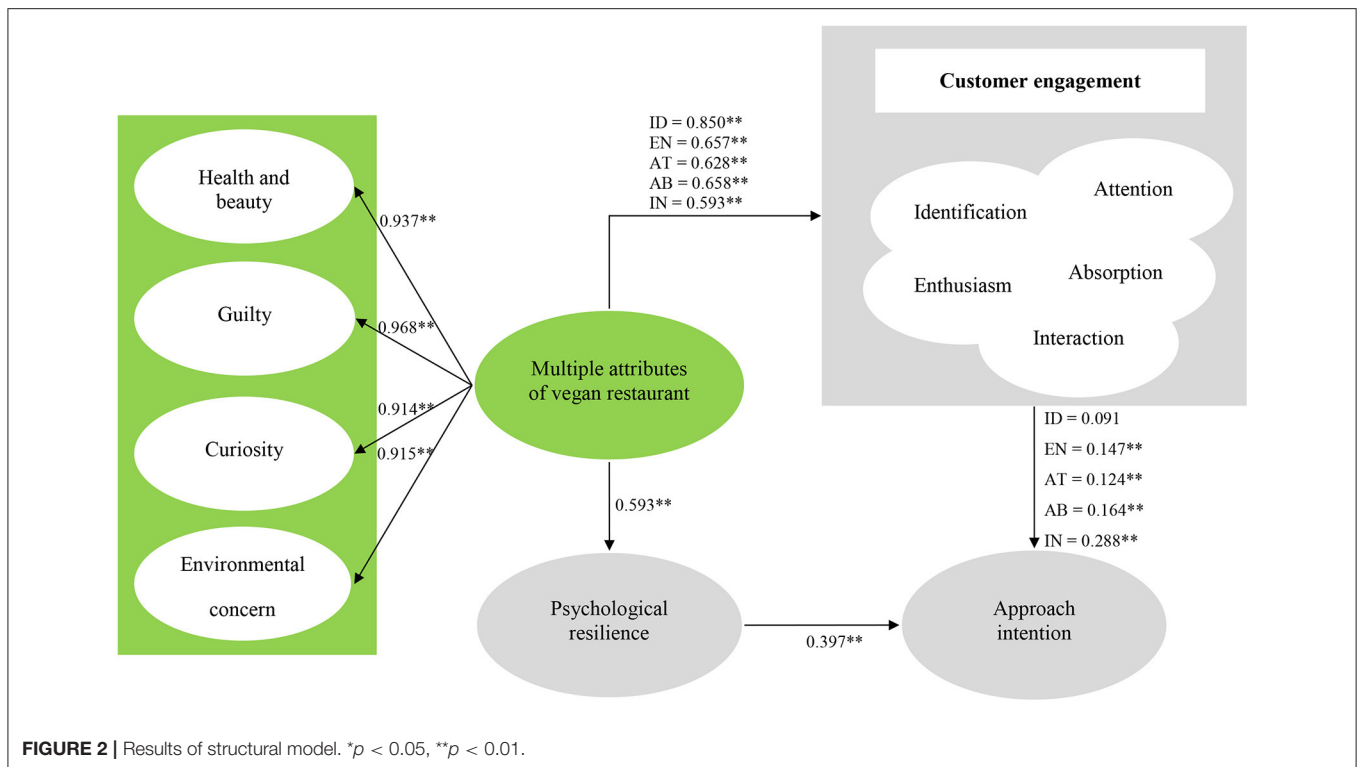 Customer engagement
ID = 0.850**
EN = 0.657**
AT = 0.628**
AB = 0.658**
IN = 0.593**
Health and
beauty
Attention
Identification
0.937**
Absorption
Enthusiasm
Guilty
0.968**
Interaction
Multiple attributes
of vegan restaurant
0.914**
ID = 0.091
Curiosity
0.915**
EN = 0.147**
AT = 0.124**
0.593**
AB = 0.164**
IN = 0.288**
Environmental
concern
Psychological
resilience
Approach
intention
0.397**
FIGURE 2 | Results of structural model. *p < 0.05, **p < 0.01.